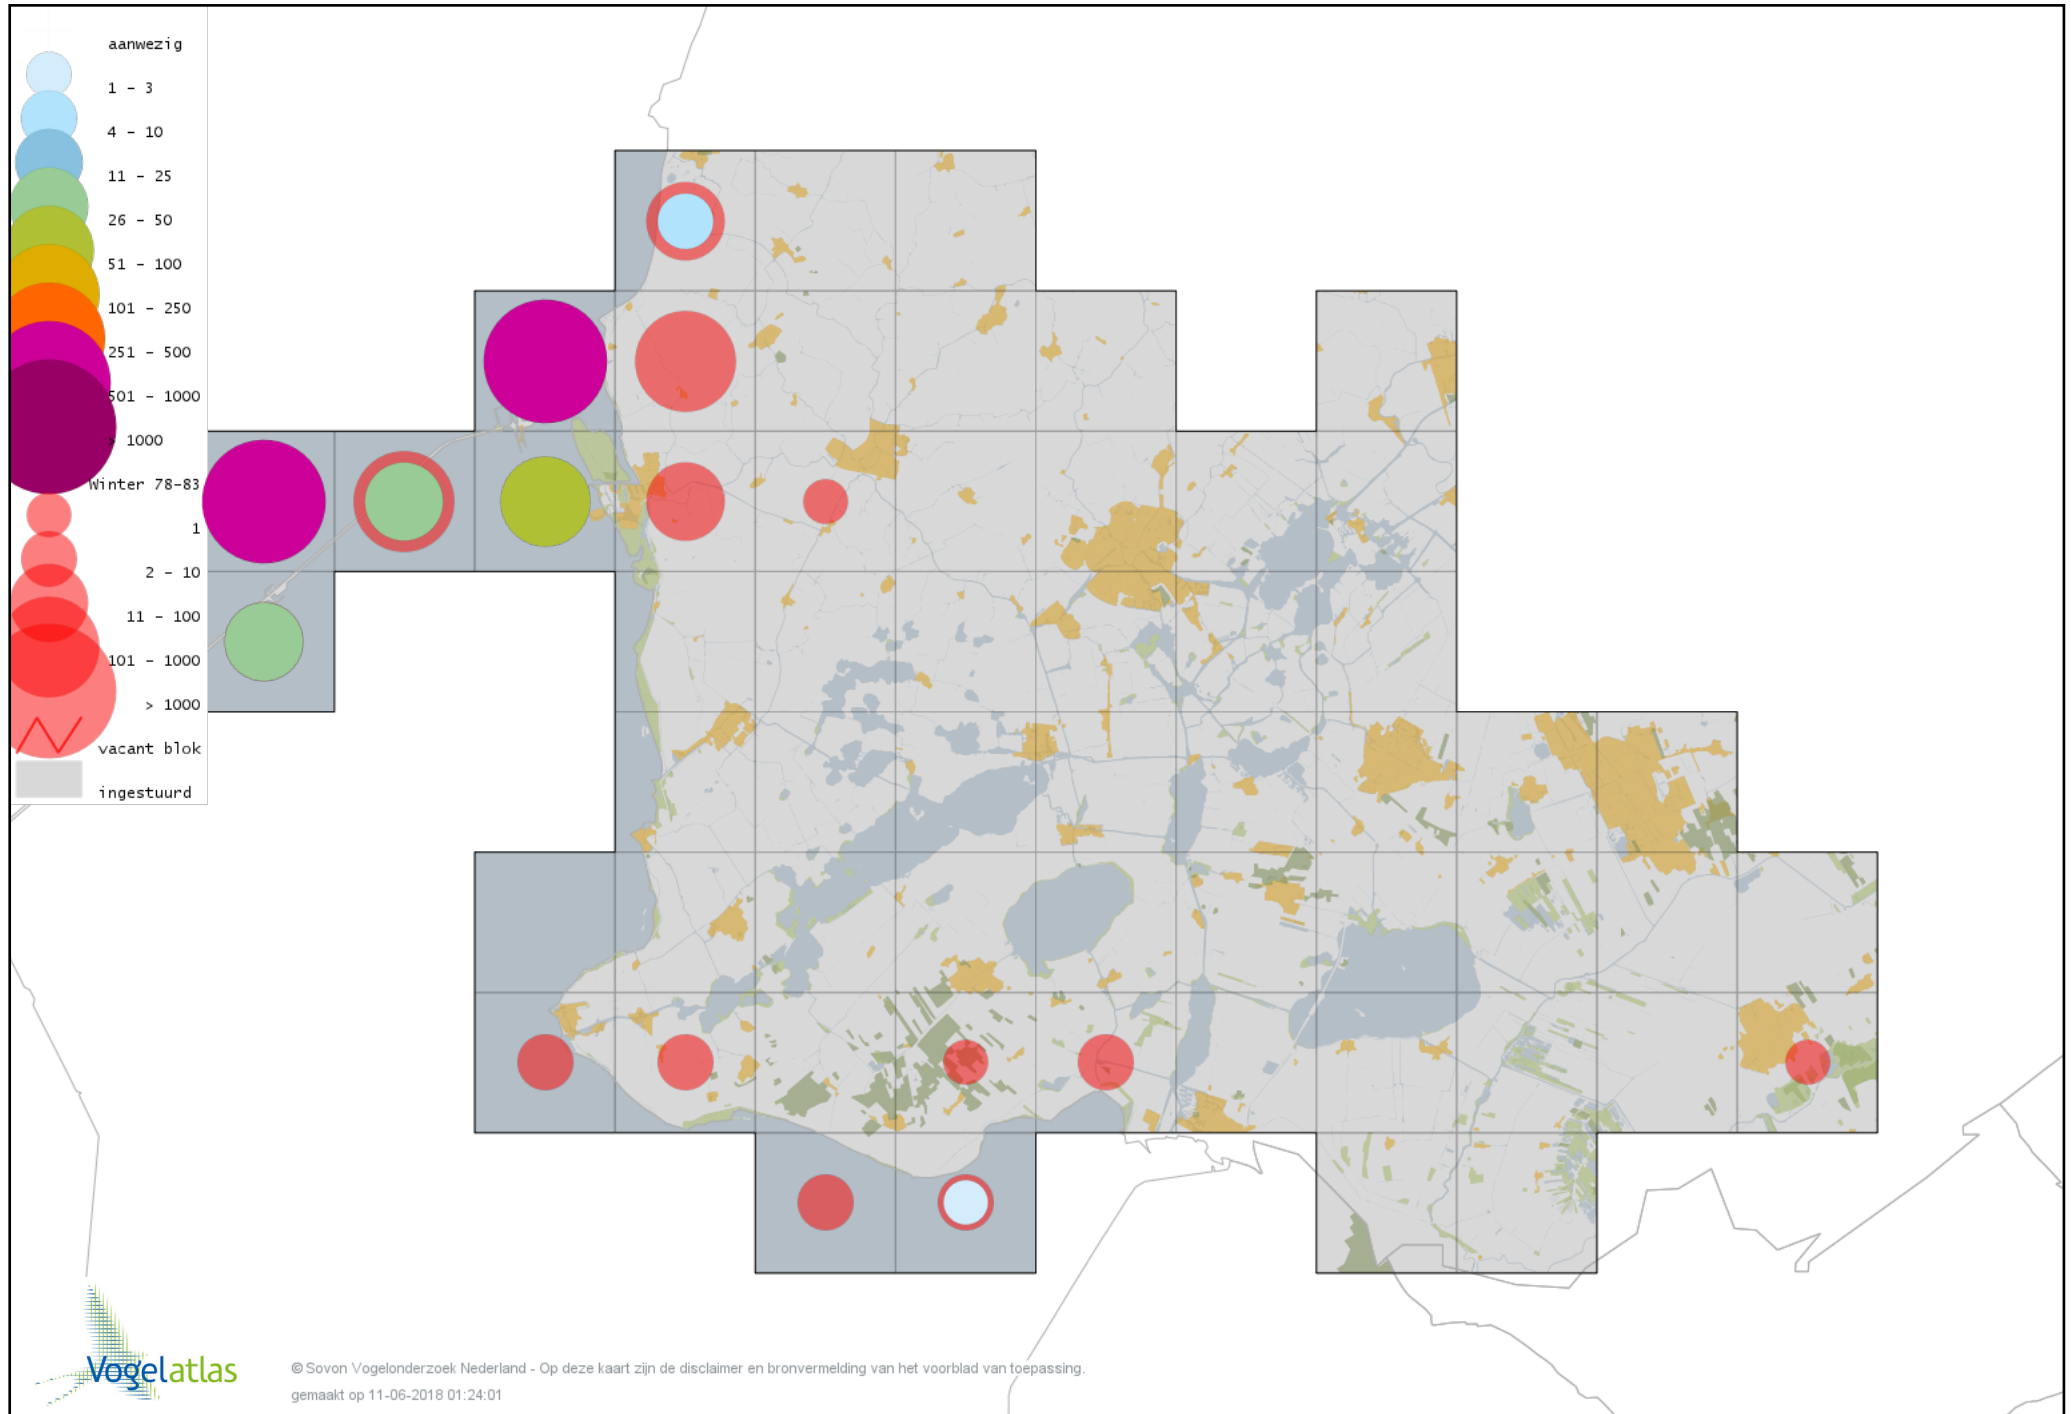 aanwezig
1 - 3
4 - 10
11 - 25
26 - 50
51 - 100
101 - 250
251 - 500
501 - 1000
> 1000
Winter 78-83
1
2 - 10
11 - 100
101 - 1000
> 1000
vacant blok
ingestuurd
Vogelatlas
© Sovon Vogelonderzoek Nederland - Op deze kaart zijn de disclaimer en bronvermelding van het voorblad van toepassing.
gemaakt op 11-06-2018 01:24:01